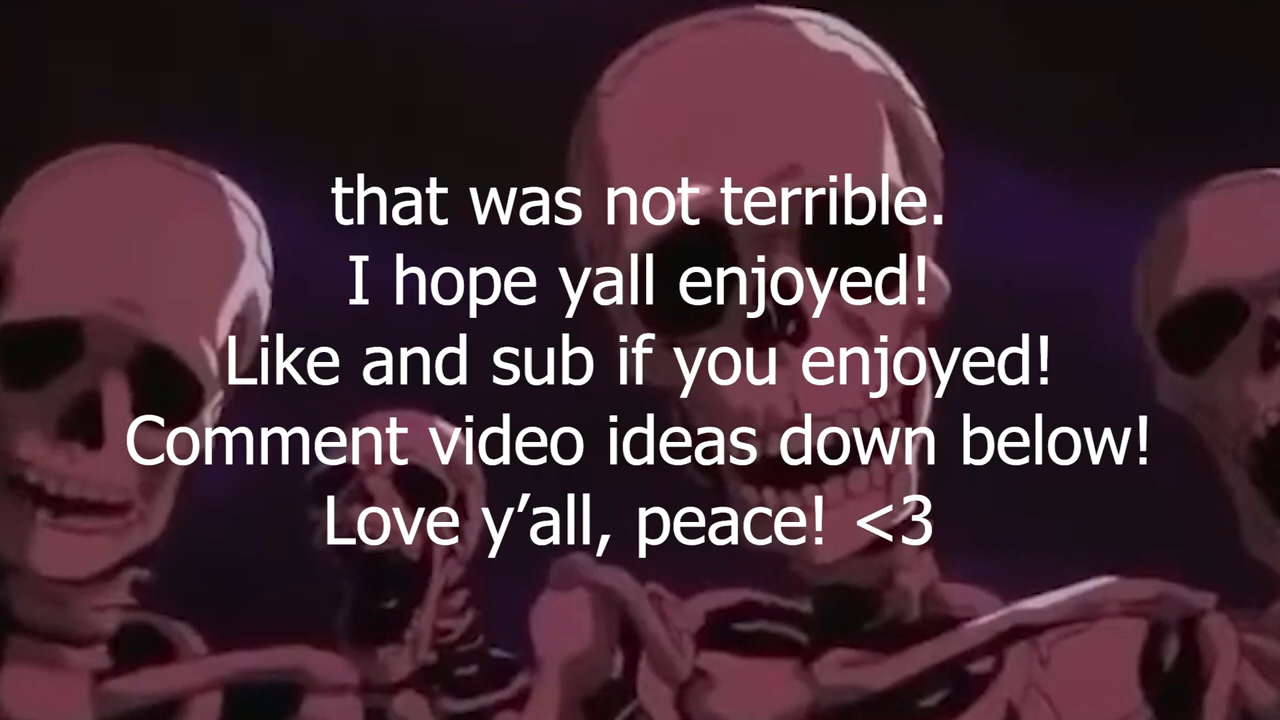 that was not terrible.
I hope yall enjoyed!
Like and sub if you enjoyed!
Comment video ideas down below!
Love y’all, peace! <3